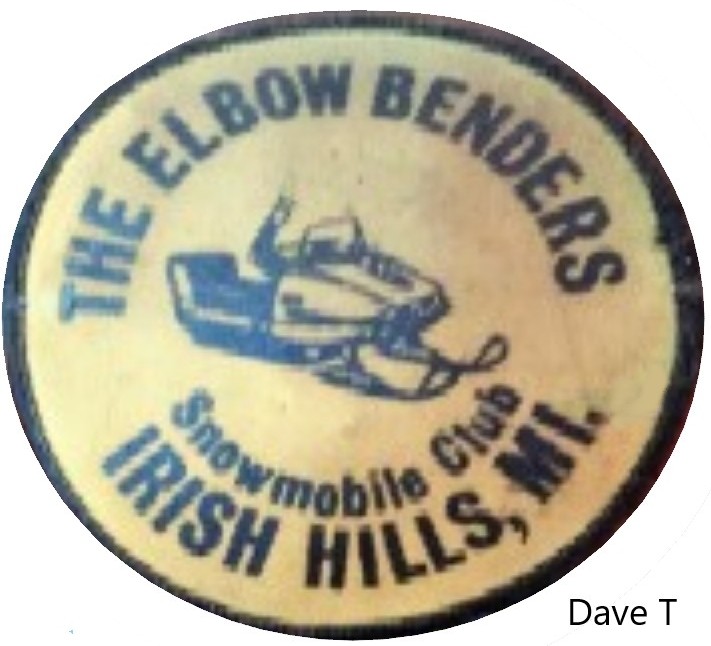 THE ELBOW BENDERS
Snowmobile Club
IRISH HILLS, MI.
Dave T